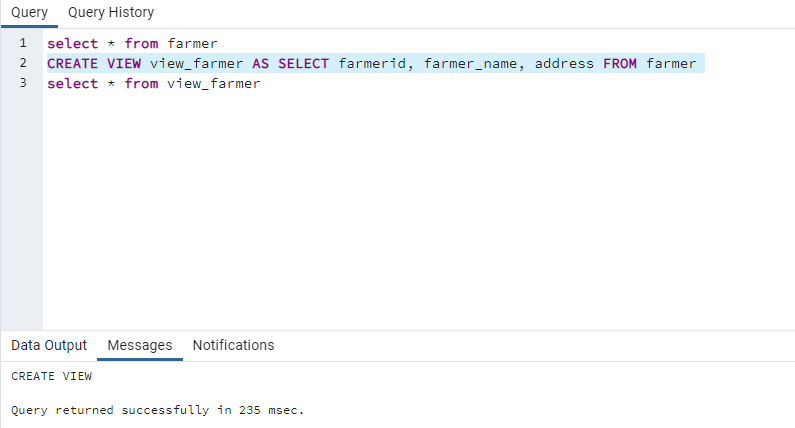 Query Query History
1 select * from farmer
2 CREATE VIEW view_farmer AS SELECT farmerid, farmer_name, address FROM farmer
3 select * from view_farmer
Data Output Messages Notifications
CREATE VIEW
Query returned successfully in 235 msec.